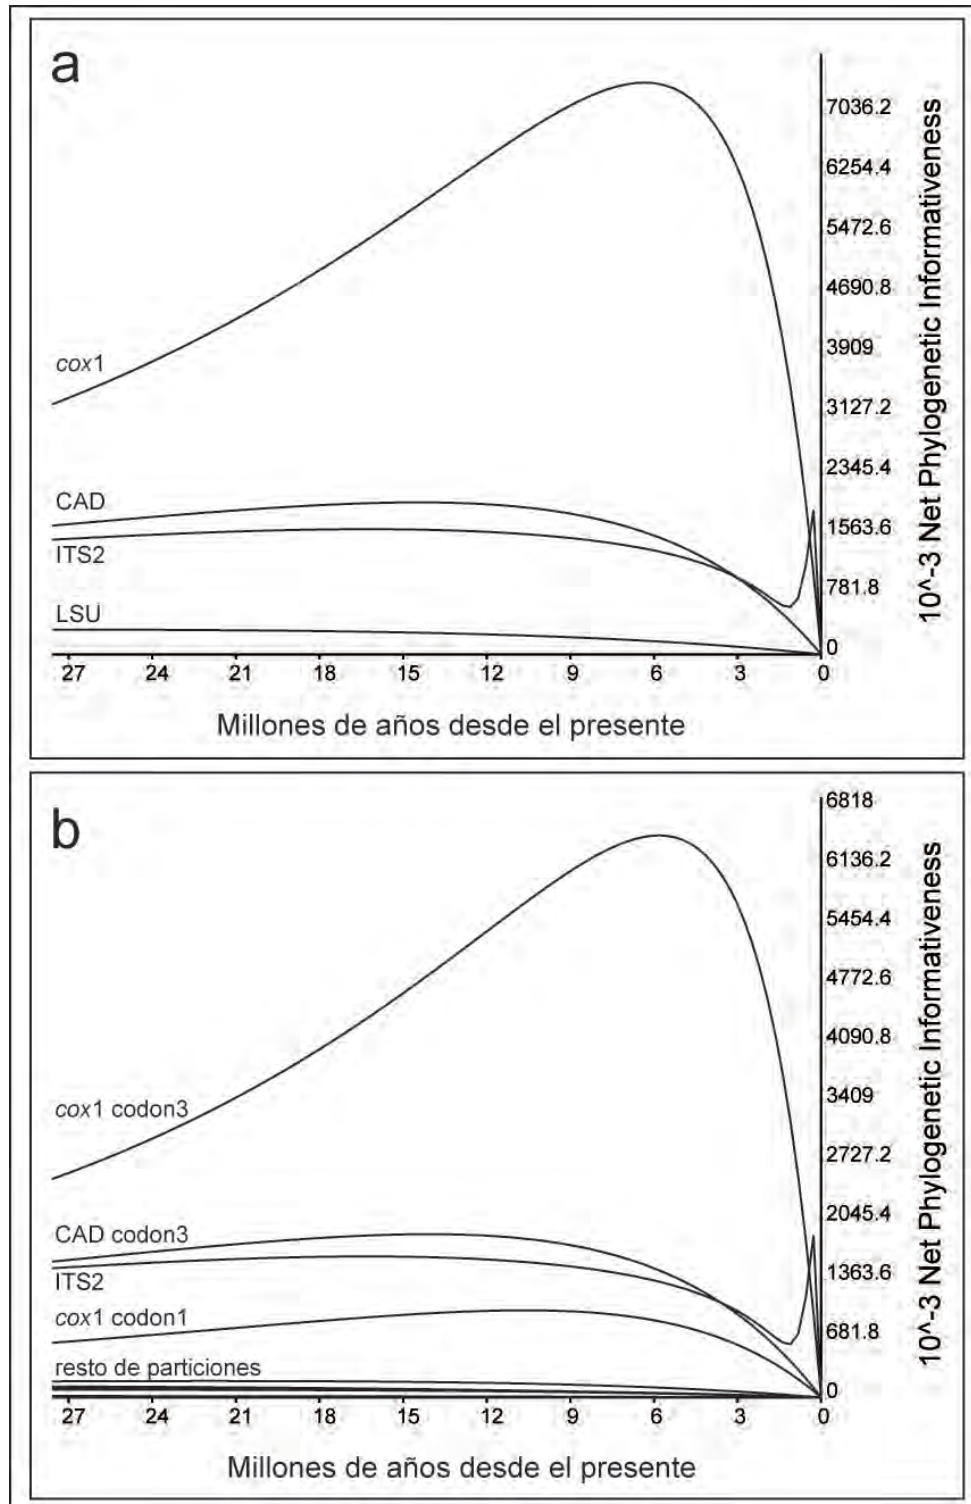 a
7036.2
6254.4
5472.6
4690.8
3909
3127.2
2345.4
1563.6
781.8
0
10^-3 Net Phylogenetic Informativeness
cox1
CAD
ITS2
LSU
27 24 21 18 15 12 9 6 3 0
Millones de años desde el presente
b
6818
6136.2
5454.4
4772.6
4090.8
3409
2727.2
2045.4
1363.6
681.8
0
10^-3 Net Phylogenetic Informativeness
cox1 codon3
CAD codon3
ITS2
cox1 codon1
resto de particiones
27 24 21 18 15 12 9 6 3 0
Millones de años desde el presente